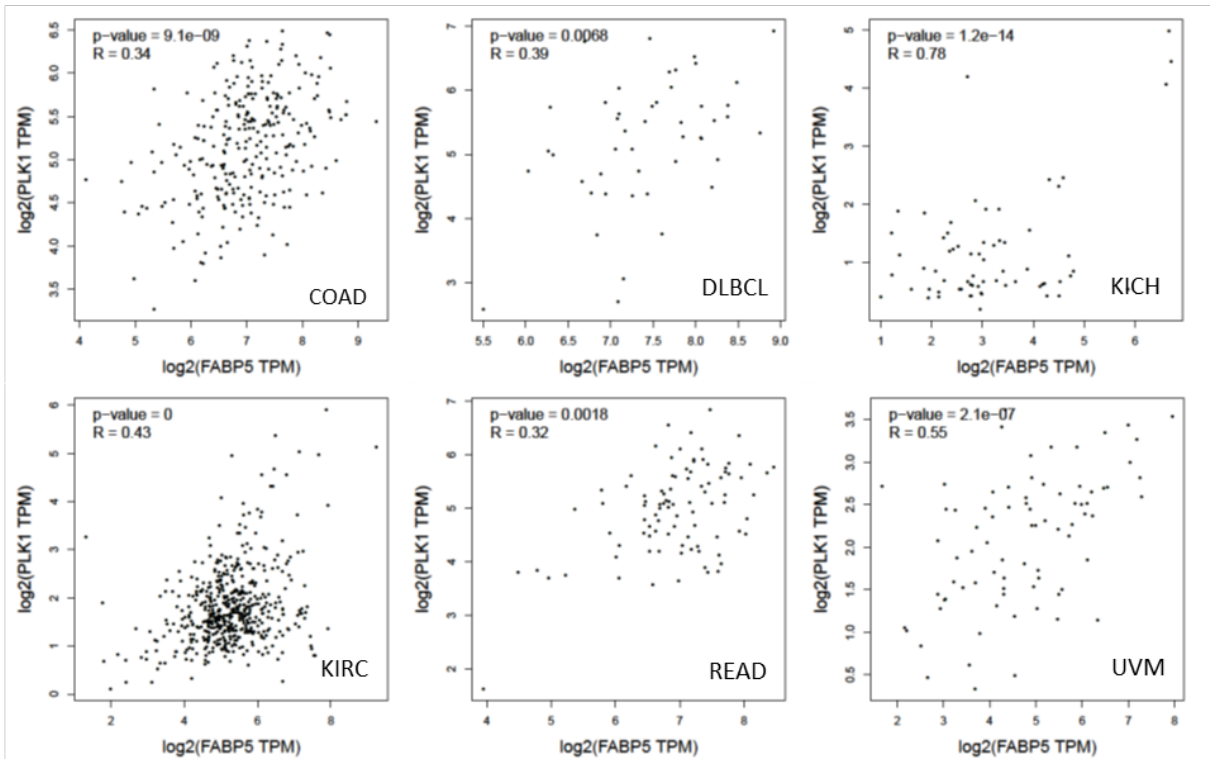 p-value = 9.1e-09
R = 0.34
log2(PLK1 TPM)
6.5
6.0
5.5
5.0
4.5
4.0
3.5
COAD
4 5 6 7 8 9
log2(FABP5 TPM)
p-value = 0.0068
R = 0.39
log2(PLK1 TPM)
7
6
5
4
3
DLBCL
5.5 6.0 6.5 7.0 7.5 8.0 8.5 9.0
log2(FABP5 TPM)
p-value = 1.2e-14
R = 0.78
log2(PLK1 TPM)
5
4
3
2
1
KICH
1 2 3 4 5 6
log2(FABP5 TPM)
p-value = 0
R = 0.43
log2(PLK1 TPM)
6
5
4
3
2
1
0
KIRC
2 4 6 8
log2(FABP5 TPM)
p-value = 0.0018
R = 0.32
log2(PLK1 TPM)
7
6
5
4
3
2
READ
4 5 6 7 8
log2(FABP5 TPM)
p-value = 2.1e-07
R = 0.55
log2(PLK1 TPM)
3.5
3.0
2.5
2.0
1.5
1.0
0.5
UVM
2 3 4 5 6 7 8
log2(FABP5 TPM)